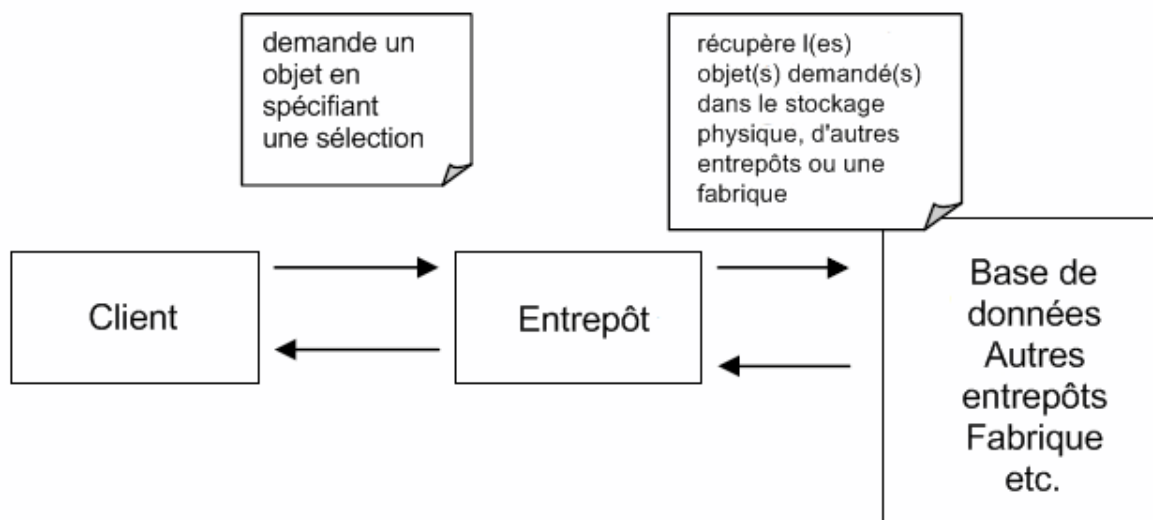 demande un
objet en
spécifiant
une sélection
récupère l(es)
objet(s) demandé(s)
dans le stockage
physique, d'autres
entrepôts ou une
fabrique
Client
Entrepôt
Base de
données
Autres
entrepôts
Fabrique
etc.